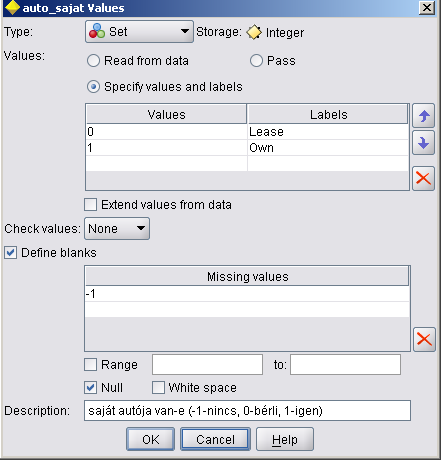 auto_sajat Values
Type: Set Storage: Integer
Values: Read from data Pass
Specify values and labels
Values Labels
0 Lease
1 Own
Extend values from data
Check values: None
Define blanks
Missing values
-1
Range to:
Null White space
Description: saját autója van-e (-1-nincs, 0-bérli, 1-igen)
OK Cancel Help